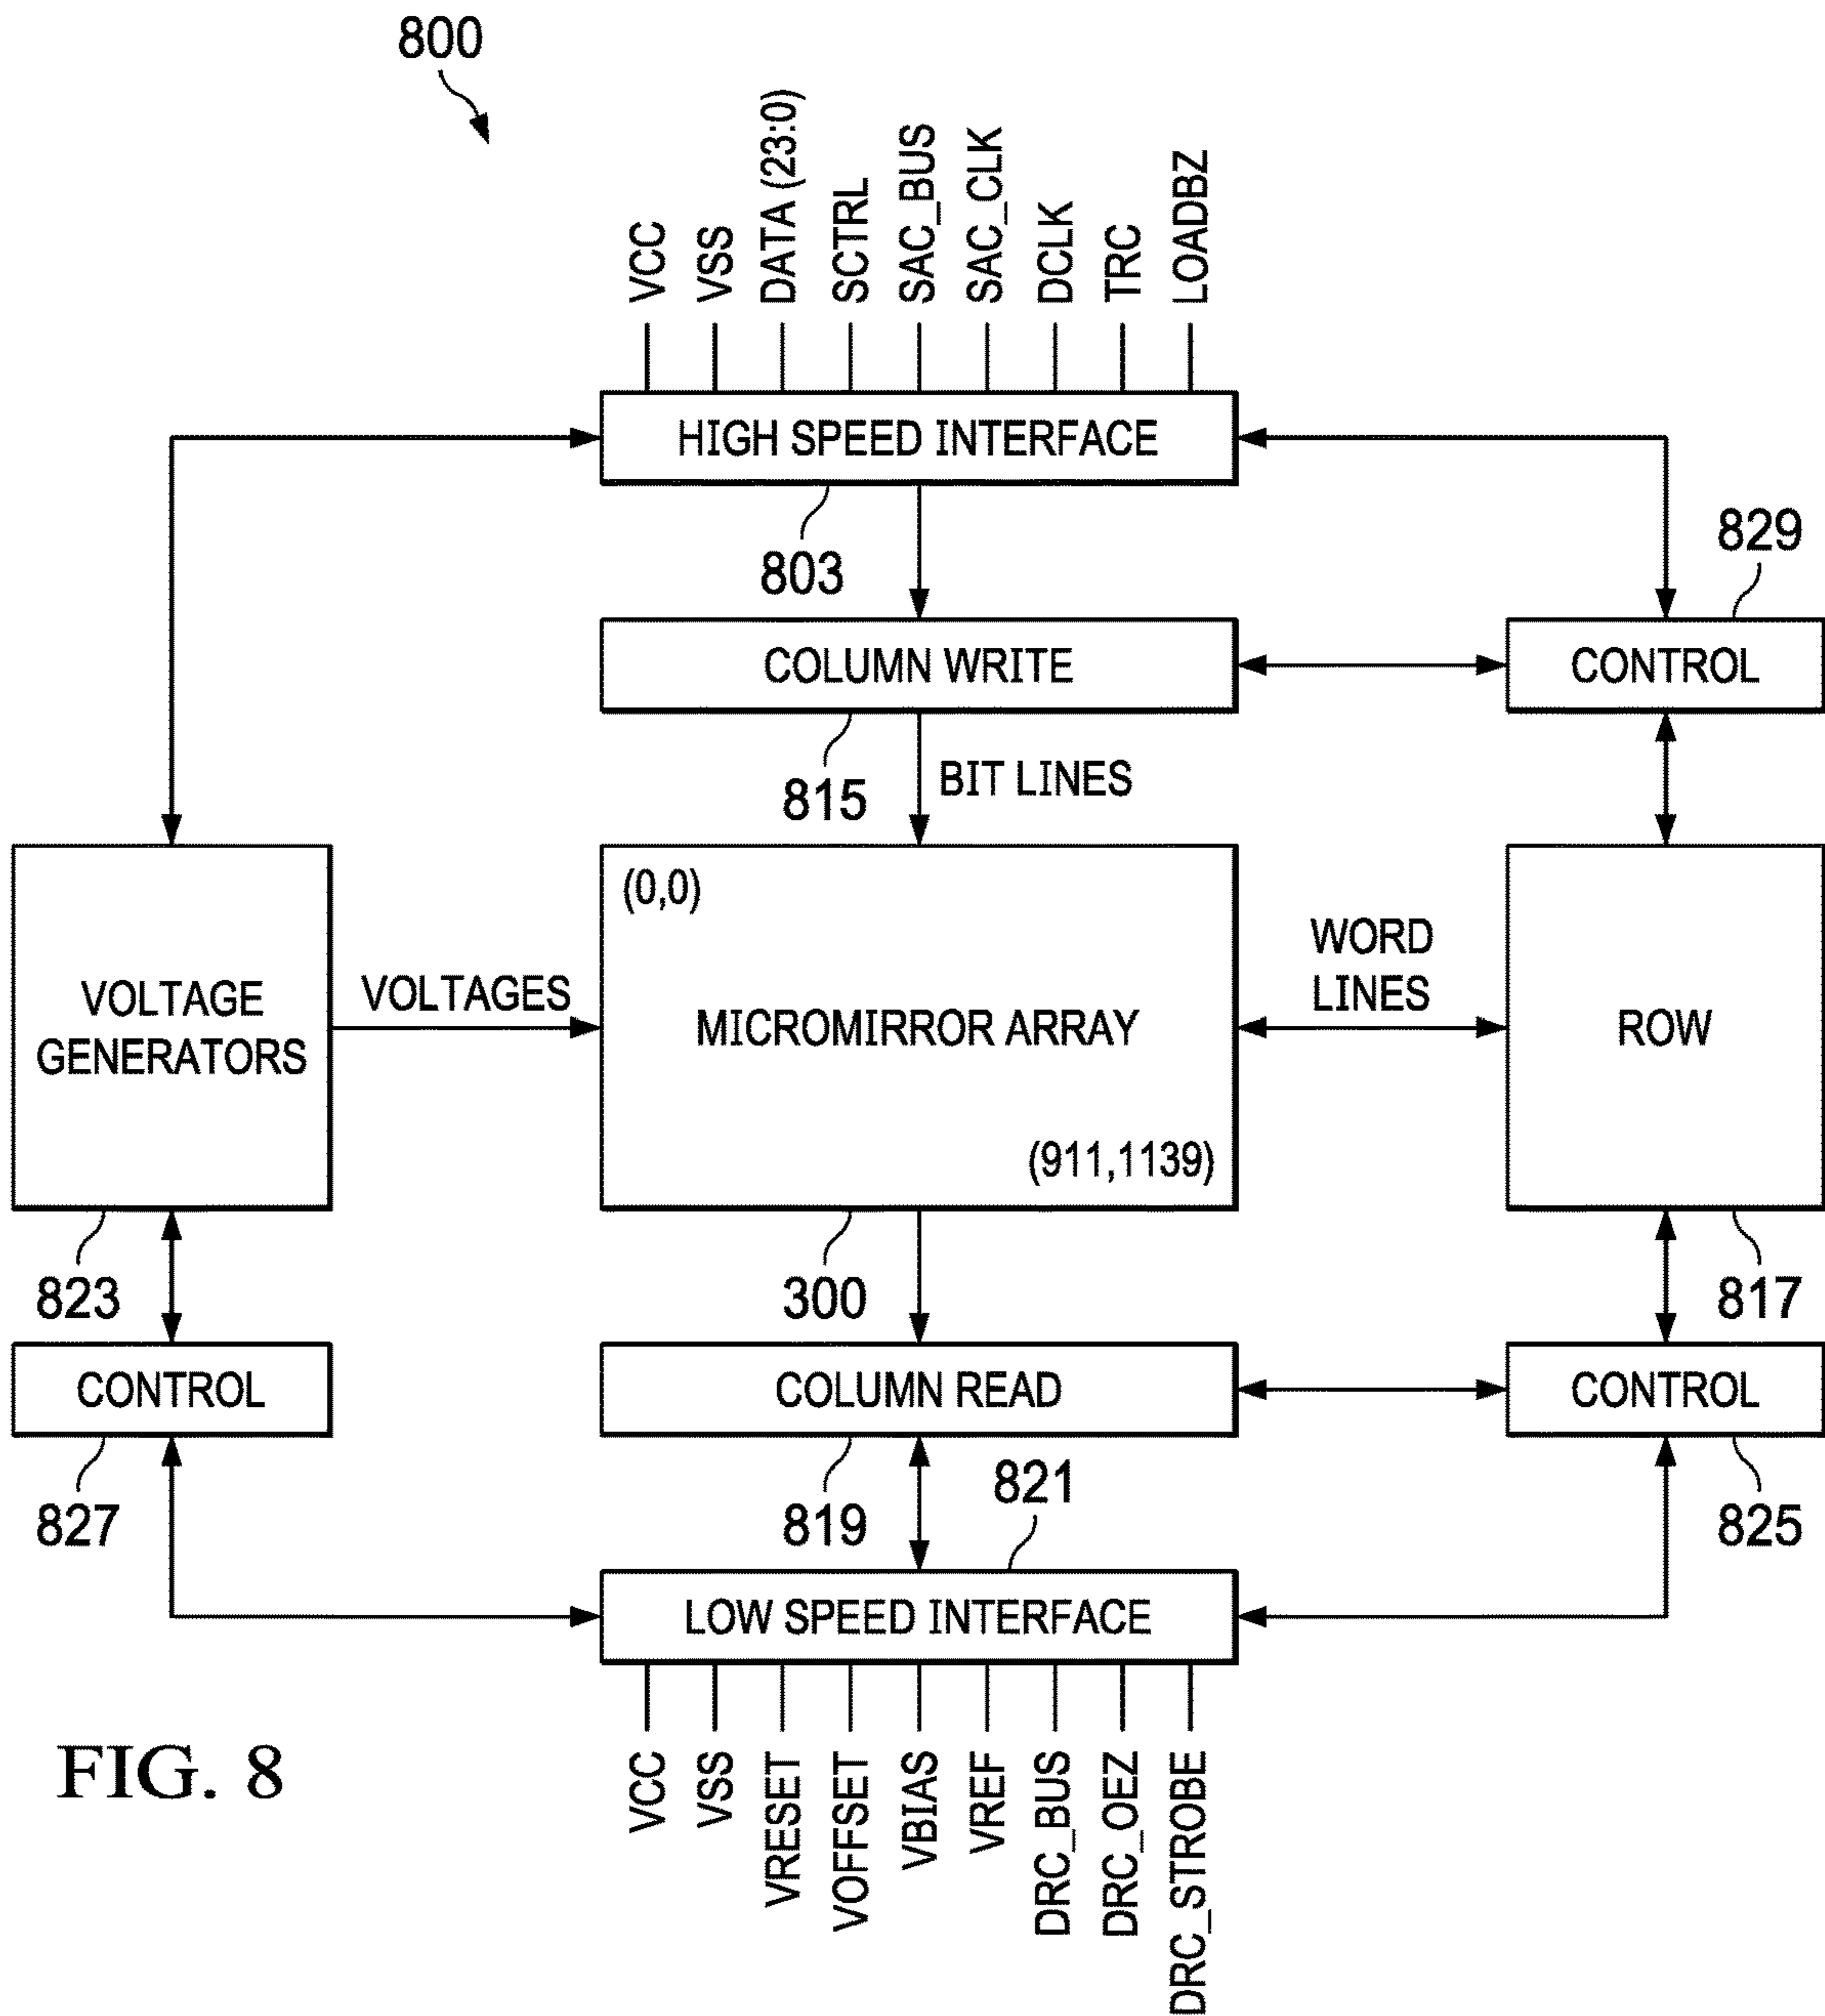 800
VCC
VSS
DATA (23:0)
SCTRL
SAC_BUS
SAC_CLK
DCLK
TRC
LOADBZ
HIGH SPEED INTERFACE
803
829
COLUMN WRITE
CONTROL
815
BIT LINES
(0,0)
VOLTAGE
GENERATORS
VOLTAGES
MICROMIRROR ARRAY
WORD
LINES
ROW
(911,1139)
823
300
817
CONTROL
COLUMN READ
CONTROL
827
819
821
825
LOW SPEED INTERFACE
VCC
VSS
VRESET
VOFFSET
VBIAS
VREF
DRC_BUS
DRC_OEZ
DRC_STROBE
FIG. 8